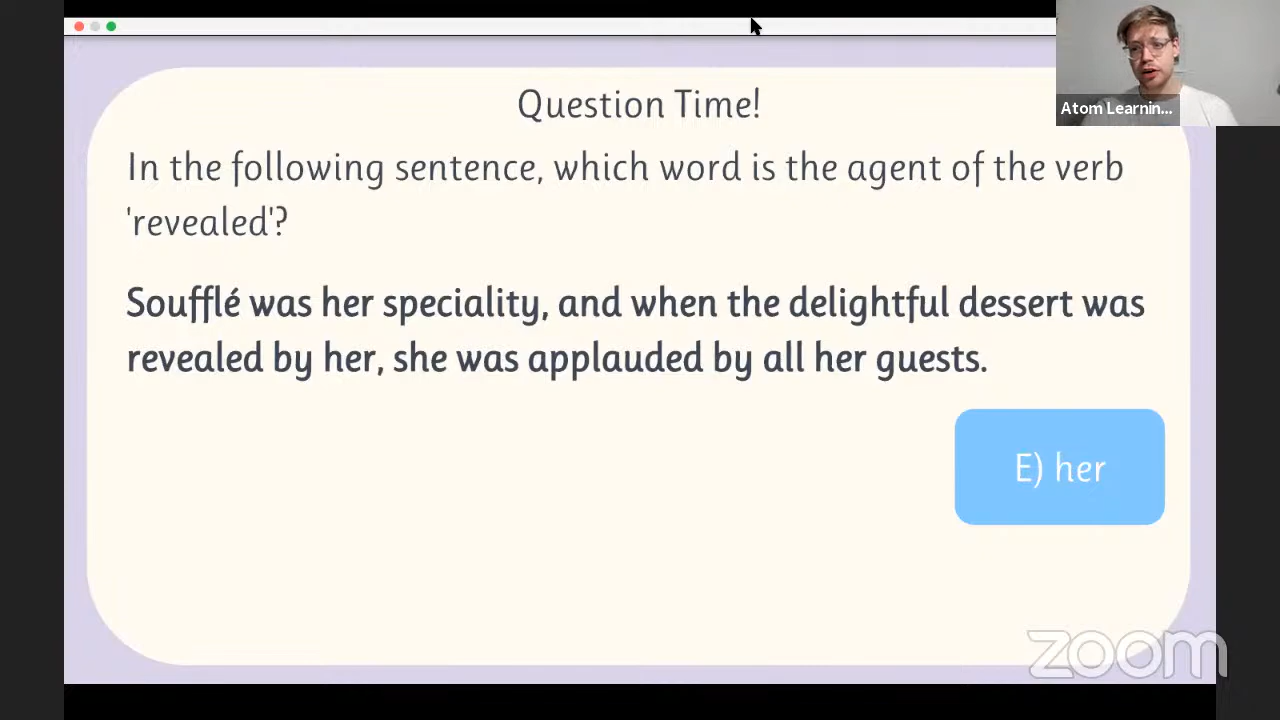 Question Time!
Atom Learnin...
In the following sentence, which word is the agent of the verb
'revealed'?
Soufflé was her speciality, and when the delightful dessert was
revealed by her, she was applauded by all her guests.
E) her
zoom